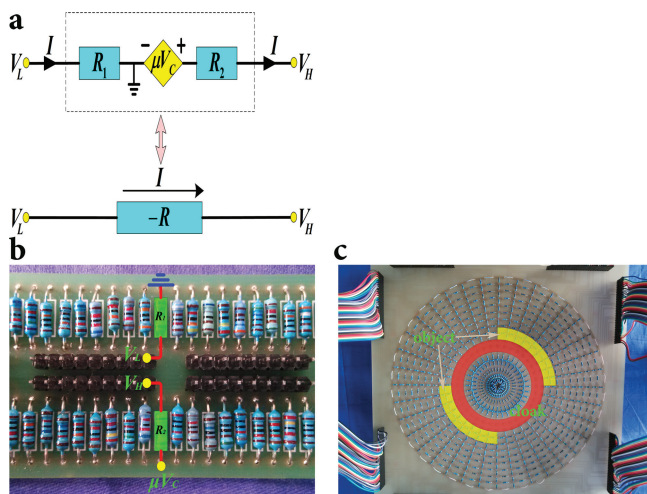 a
I
I
V_L
R_1
−
μV_C
+
R_2
V_H
I
V_L
−R
V_H
b
c
R_1
V_L
V_H
R_2
μV_C
object
cloak